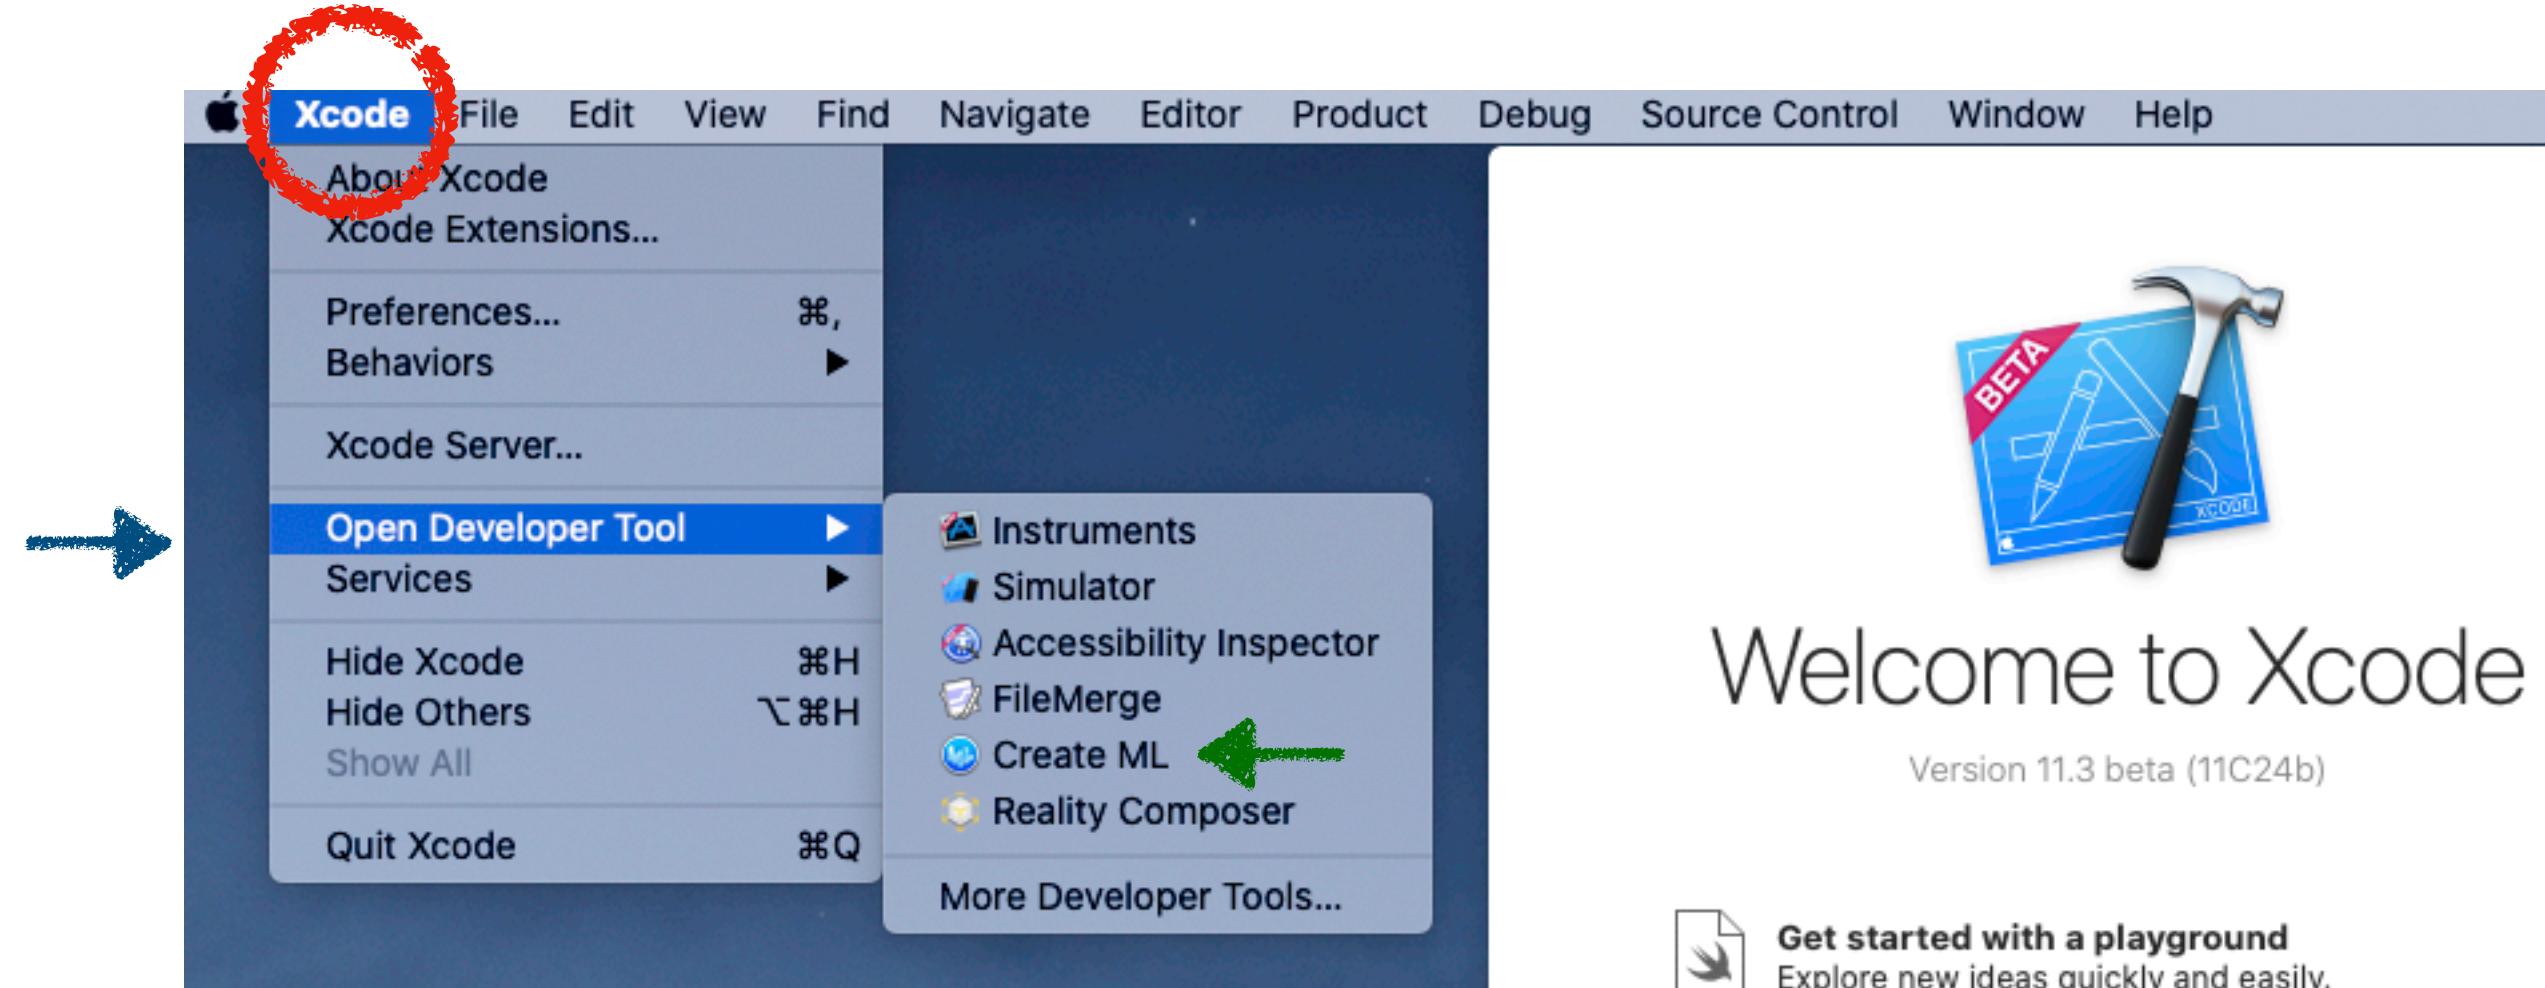 Xcode File Edit View Find Navigate Editor Product Debug Source Control Window Help
About Xcode
Xcode Extensions...
Preferences... ⌘,
Behaviors ▶
Xcode Server...
Open Developer Tool ▶
Services ▶
Hide Xcode ⌘H
Hide Others ⌥⌘H
Show All
Quit Xcode ⌘Q
Instruments
Simulator
Accessibility Inspector
FileMerge
Create ML
Reality Composer
More Developer Tools...
BETA
XCODE
Welcome to Xcode
Version 11.3 beta (11C24b)
Get started with a playground
Explore new ideas quickly and easily.